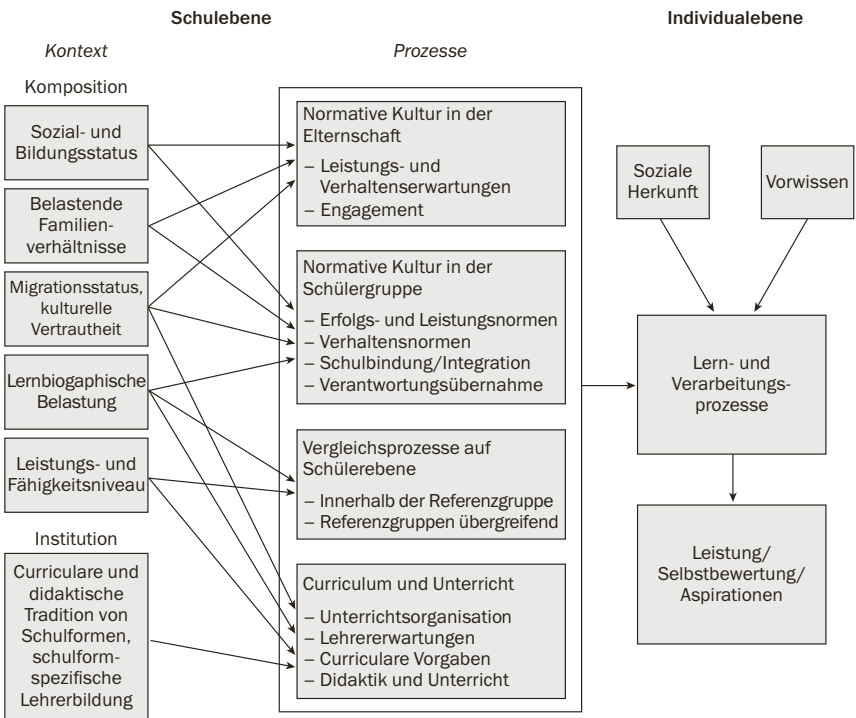 Schulebene
Individualebene
Kontext
Prozesse
Komposition
Sozial- und
Bildungsstatus
Belastende
Familien-
verhältnisse
Migrationsstatus,
kulturelle
Vertrautheit
Lernbiogaphische
Belastung
Leistungs- und
Fähigkeitsniveau
Institution
Curriculare und
didaktische
Tradition von
Schulformen,
schulform-
spezifische
Lehrerbildung
Normative Kultur in der
Elternschaft
– Leistungs- und
Verhaltenserwartungen
– Engagement
Normative Kultur in der
Schülergruppe
– Erfolgs- und Leistungsnormen
– Verhaltensnormen
– Schulbindung/Integration
– Verantwortungsübernahme
Vergleichsprozesse auf
Schülerebene
– Innerhalb der Referenzgruppe
– Referenzgruppen übergreifend
Curriculum und Unterricht
– Unterrichtsorganisation
– Lehrererwartungen
– Curriculare Vorgaben
– Didaktik und Unterricht
Soziale
Herkunft
Vorwissen
Lern- und
Verarbeitungs-
prozesse
Leistung/
Selbstbewertung/
Aspirationen